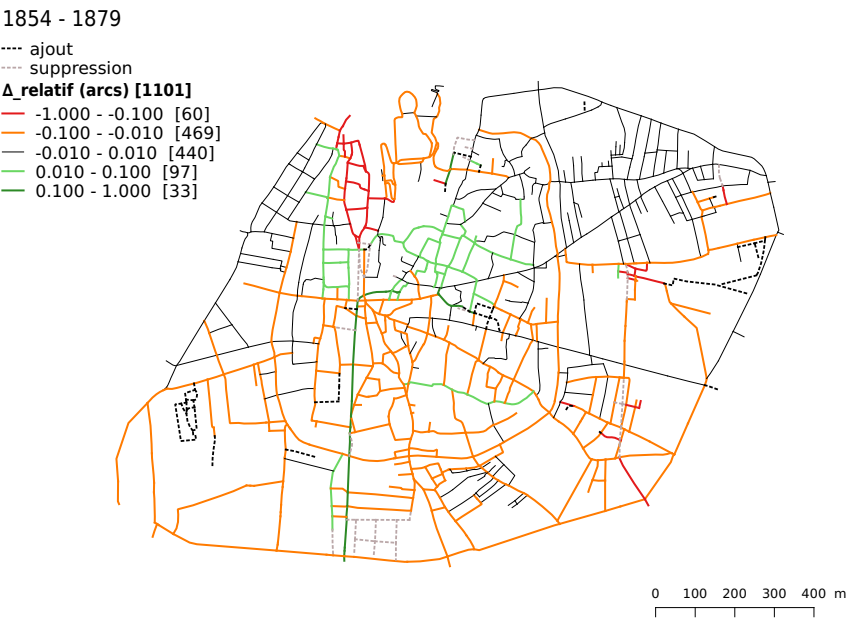 1854 - 1879
ajout
suppression
Δ_relatif (arcs) [1101]
-1.000 - -0.100 [60]
-0.100 - -0.010 [469]
-0.010 - 0.010 [440]
0.010 - 0.100 [97]
0.100 - 1.000 [33]
0 100 200 300 400 m